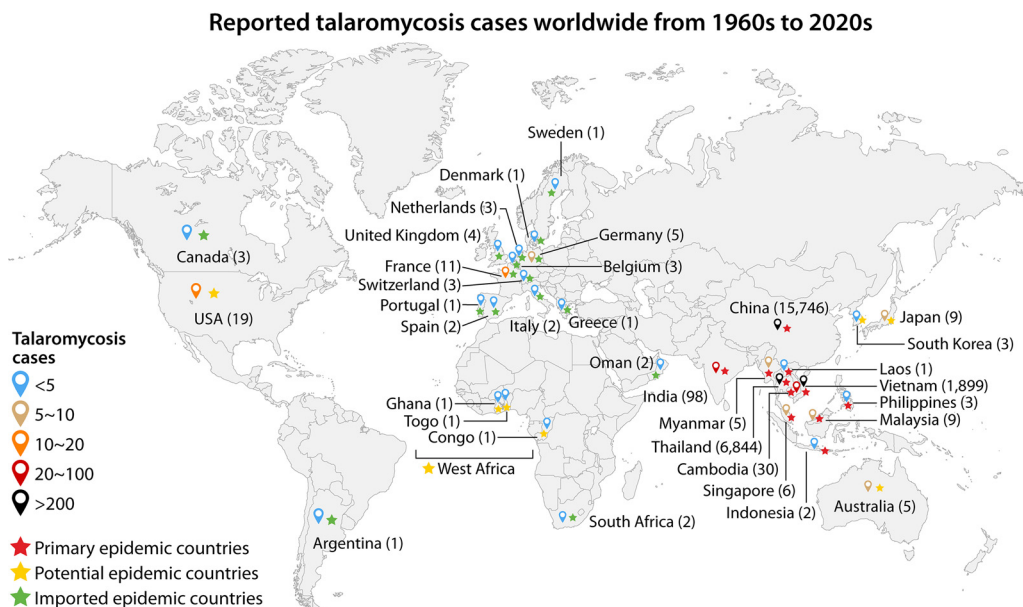 Reported talaromycosis cases worldwide from 1960s to 2020s
Sweden (1)
Denmark (1)
Netherlands (3)
United Kingdom (4)
Germany (5)
France (11)
Belgium (3)
Switzerland (3)
Portugal (1)
Spain (2)
Italy (2)
Greece (1)
Canada (3)
USA (19)
China (15,746)
Japan (9)
South Korea (3)
Oman (2)
India (98)
Laos (1)
Vietnam (1,899)
Philippines (3)
Malaysia (9)
Myanmar (5)
Thailand (6,844)
Cambodia (30)
Singapore (6)
Indonesia (2)
Ghana (1)
Togo (1)
Congo (1)
West Africa
South Africa (2)
Australia (5)
Argentina (1)
Talaromycosis
cases
<5
5~10
10~20
20~100
>200
Primary epidemic countries
Potential epidemic countries
Imported epidemic countries